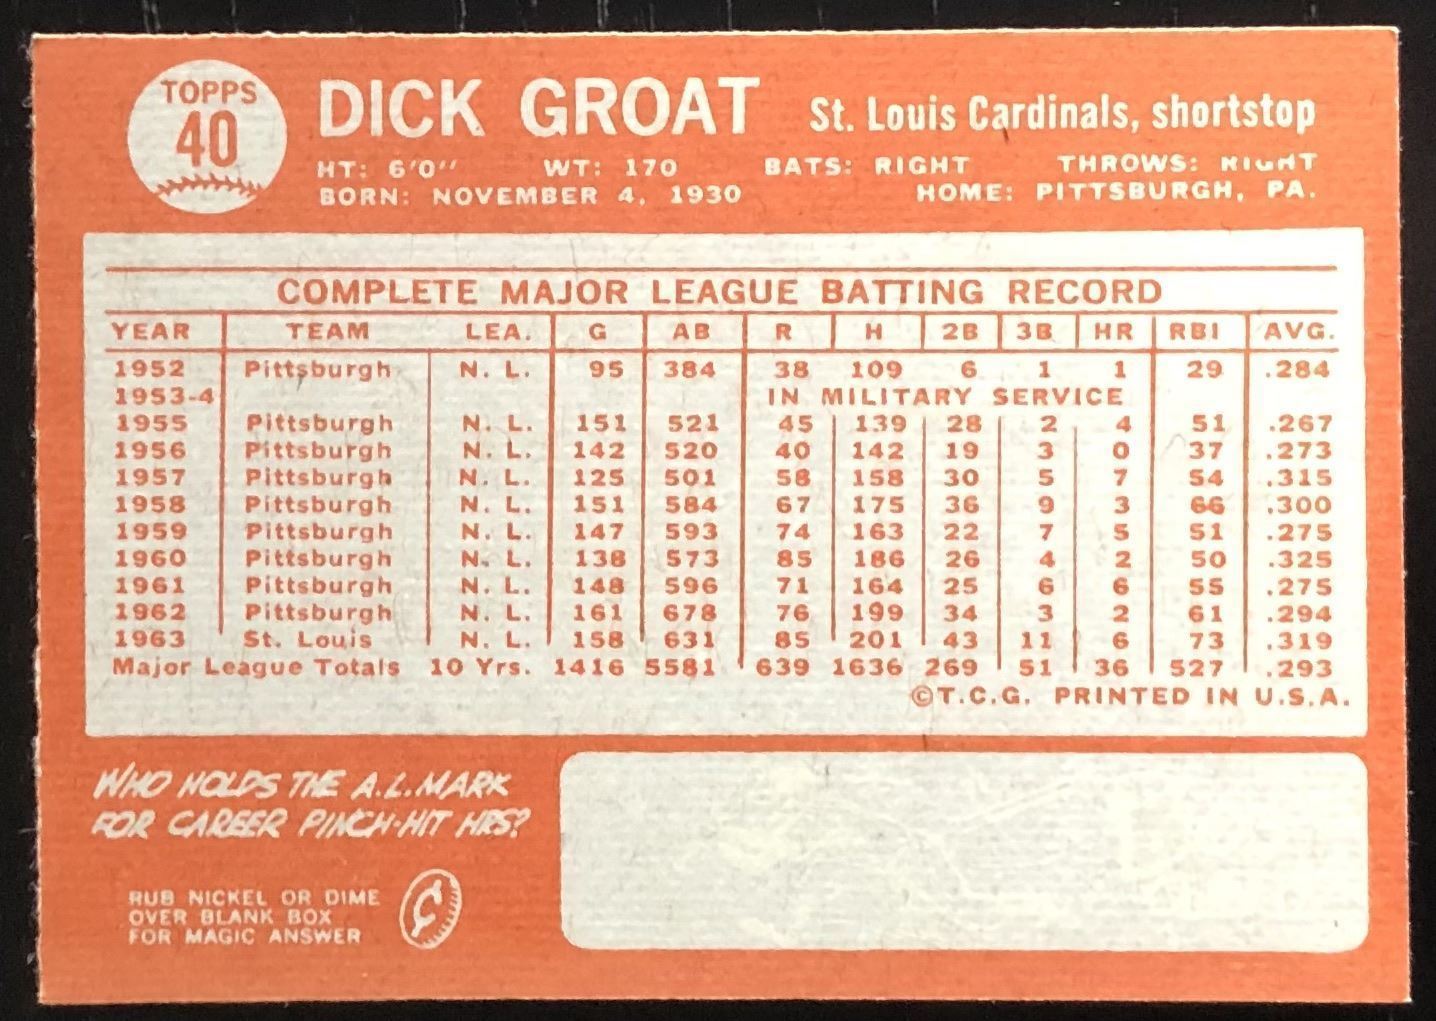 TOPPS
40
DICK GROAT St. Louis Cardinals, shortstop
HT: 6'0" WT: 170 BATS: RIGHT THROWS: RIGHT
BORN: NOVEMBER 4, 1930 HOME: PITTSBURGH, PA.
COMPLETE MAJOR LEAGUE BATTING RECORD
YEAR TEAM LEA. G AB R H 2B 3B HR RBI AVG.
1952 Pittsburgh N. L. 95 384 38 109 6 1 1 29 .284
1953-4 IN MILITARY SERVICE
1955 Pittsburgh N. L. 151 521 45 139 28 2 4 51 .267
1956 Pittsburgh N. L. 142 520 40 142 19 3 0 37 .273
1957 Pittsburgh N. L. 125 501 58 158 30 5 7 54 .315
1958 Pittsburgh N. L. 151 584 67 175 36 9 3 66 .300
1959 Pittsburgh N. L. 147 593 74 163 22 7 5 51 .275
1960 Pittsburgh N. L. 138 573 85 186 26 4 2 50 .325
1961 Pittsburgh N. L. 148 596 71 164 25 6 6 55 .275
1962 Pittsburgh N. L. 161 678 76 199 34 3 2 61 .294
1963 St. Louis N. L. 158 631 85 201 43 11 6 73 .319
Major League Totals 10 Yrs. 1416 5581 639 1636 269 51 36 527 .293
©T.C.G. PRINTED IN U.S.A.
WHO HOLDS THE A.L. MARK
FOR CAREER PINCH-HIT HRS?
RUB NICKEL OR DIME
OVER BLANK BOX
FOR MAGIC ANSWER